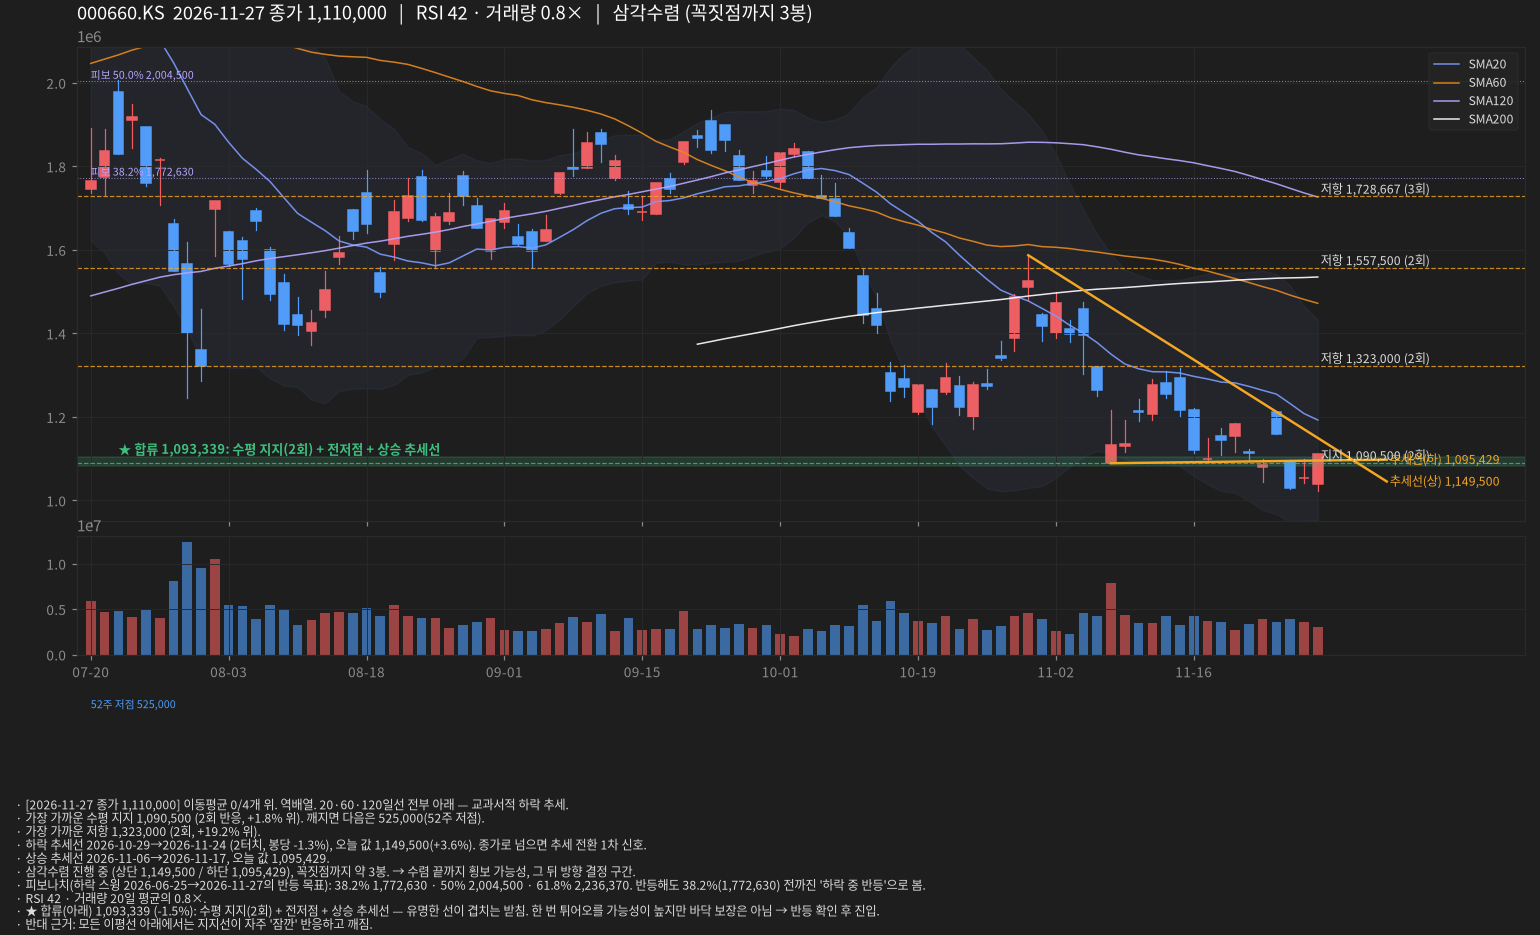 000660.KS 2026-11-27 종가 1,110,000 | RSI 42 · 거래량 0.8× | 삼각수렴 (꼭짓점까지 3봉)
1e6
피보 50.0% 2,004,500
SMA20
SMA60
SMA120
SMA200
2.0
피보 38.2% 1,772,630
1.8
저항 1,728,667 (3회)
1.6
저항 1,557,500 (2회)
1.4
저항 1,323,000 (2회)
1.2
★ 합류 1,093,339: 수평 지지(2회) + 전저점 + 상승 추세선
지지 1,090,500 (2회)
추세선(하) 1,095,429
추세선(상) 1,149,500
1.0
1e7
1.0
0.5
0.0
07-20 08-03 08-18 09-01 09-15 10-01 10-19 11-02 11-16
52주 저점 525,000
· [2026-11-27 종가 1,110,000] 이동평균 0/4개 위. 역배열. 20·60·120일선 전부 아래 — 교과서적 하락 추세.
· 가장 가까운 수평 지지 1,090,500 (2회 반응, +1.8% 위). 깨지면 다음은 525,000(52주 저점).
· 가장 가까운 저항 1,323,000 (2회, +19.2% 위).
· 하락 추세선 2026-10-29→2026-11-24 (2터치, 봉당 -1.3%), 오늘 값 1,149,500(+3.6%). 종가로 넘으면 추세 전환 1차 신호.
· 상승 추세선 2026-11-06→2026-11-17, 오늘 값 1,095,429.
· 삼각수렴 진행 중 (상단 1,149,500 / 하단 1,095,429), 꼭짓점까지 약 3봉. → 수렴 끝까지 횡보 가능성, 그 뒤 방향 결정 구간.
· 피보나치(하락 스윙 2026-06-25→2026-11-27의 반등 목표): 38.2% 1,772,630 · 50% 2,004,500 · 61.8% 2,236,370. 반등해도 38.2%(1,772,630) 전까진 '하락 중 반등'으로 봄.
· RSI 42 · 거래량 20일 평균의 0.8×.
· ★ 합류(아래) 1,093,339 (-1.5%): 수평 지지(2회) + 전저점 + 상승 추세선 — 유명한 선이 겹치는 받침. 한 번 튀어오를 가능성이 높지만 바닥 보장은 아님 → 반등 확인 후 진입.
· 반대 근거: 모든 이평선 아래에서는 지지선이 자주 '잠깐' 반응하고 깨짐.